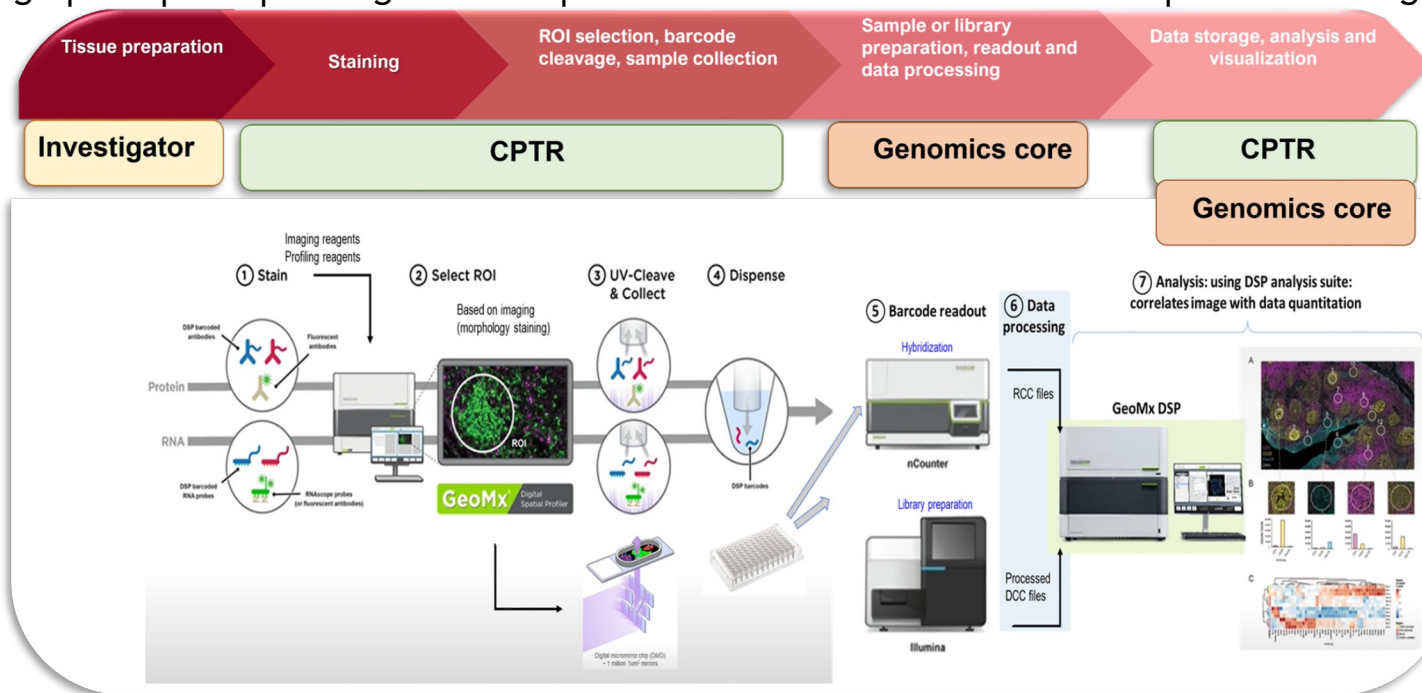 Tissue preparation
Staining
ROI selection, barcode
cleavage, sample collection
Sample or library
preparation, readout and
data processing
Data storage, analysis and
visualization
Investigator
CPTR
Genomics core
CPTR
Genomics core
Imaging reagents
Profiling reagents
1 Stain
2 Select ROI
3 UV-Cleave
& Collect
4 Dispense
Based on imaging
(morphology staining)
DSP barcoded
antibodies
Fluorescent
antibodies
Protein
RNA
ROI
DSP barcoded
RNA probes
RNAscope probes
(or fluorescent antibodies)
GeoMx® Digital
Spatial Profiler
DSP barcodes
Digital micromirror chip (DMD)
~ 1 million 1um² mirrors
5 Barcode readout
Hybridization
nCounter
Library preparation
Illumina
6 Data
processing
RCC files
Processed
DCC files
7 Analysis: using DSP analysis suite:
correlates image with data quantitation
GeoMx DSP
A
B
C